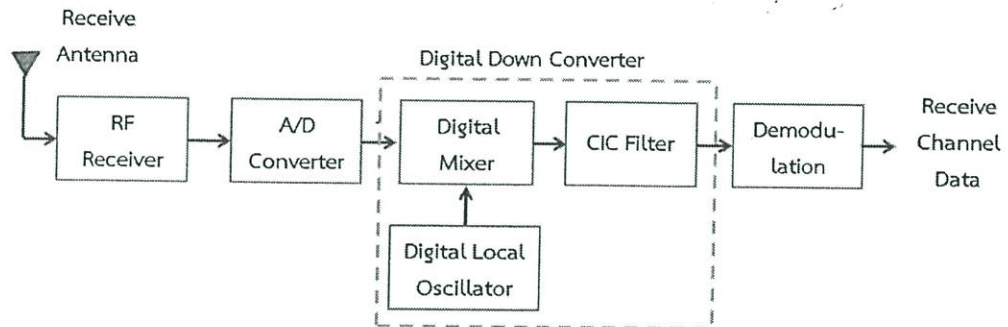 Receive
Antenna
Digital Down Converter
RF
Receiver
A/D
Converter
Digital
Mixer
CIC Filter
Demodu-
lation
Receive
Channel
Data
Digital Local
Oscillator